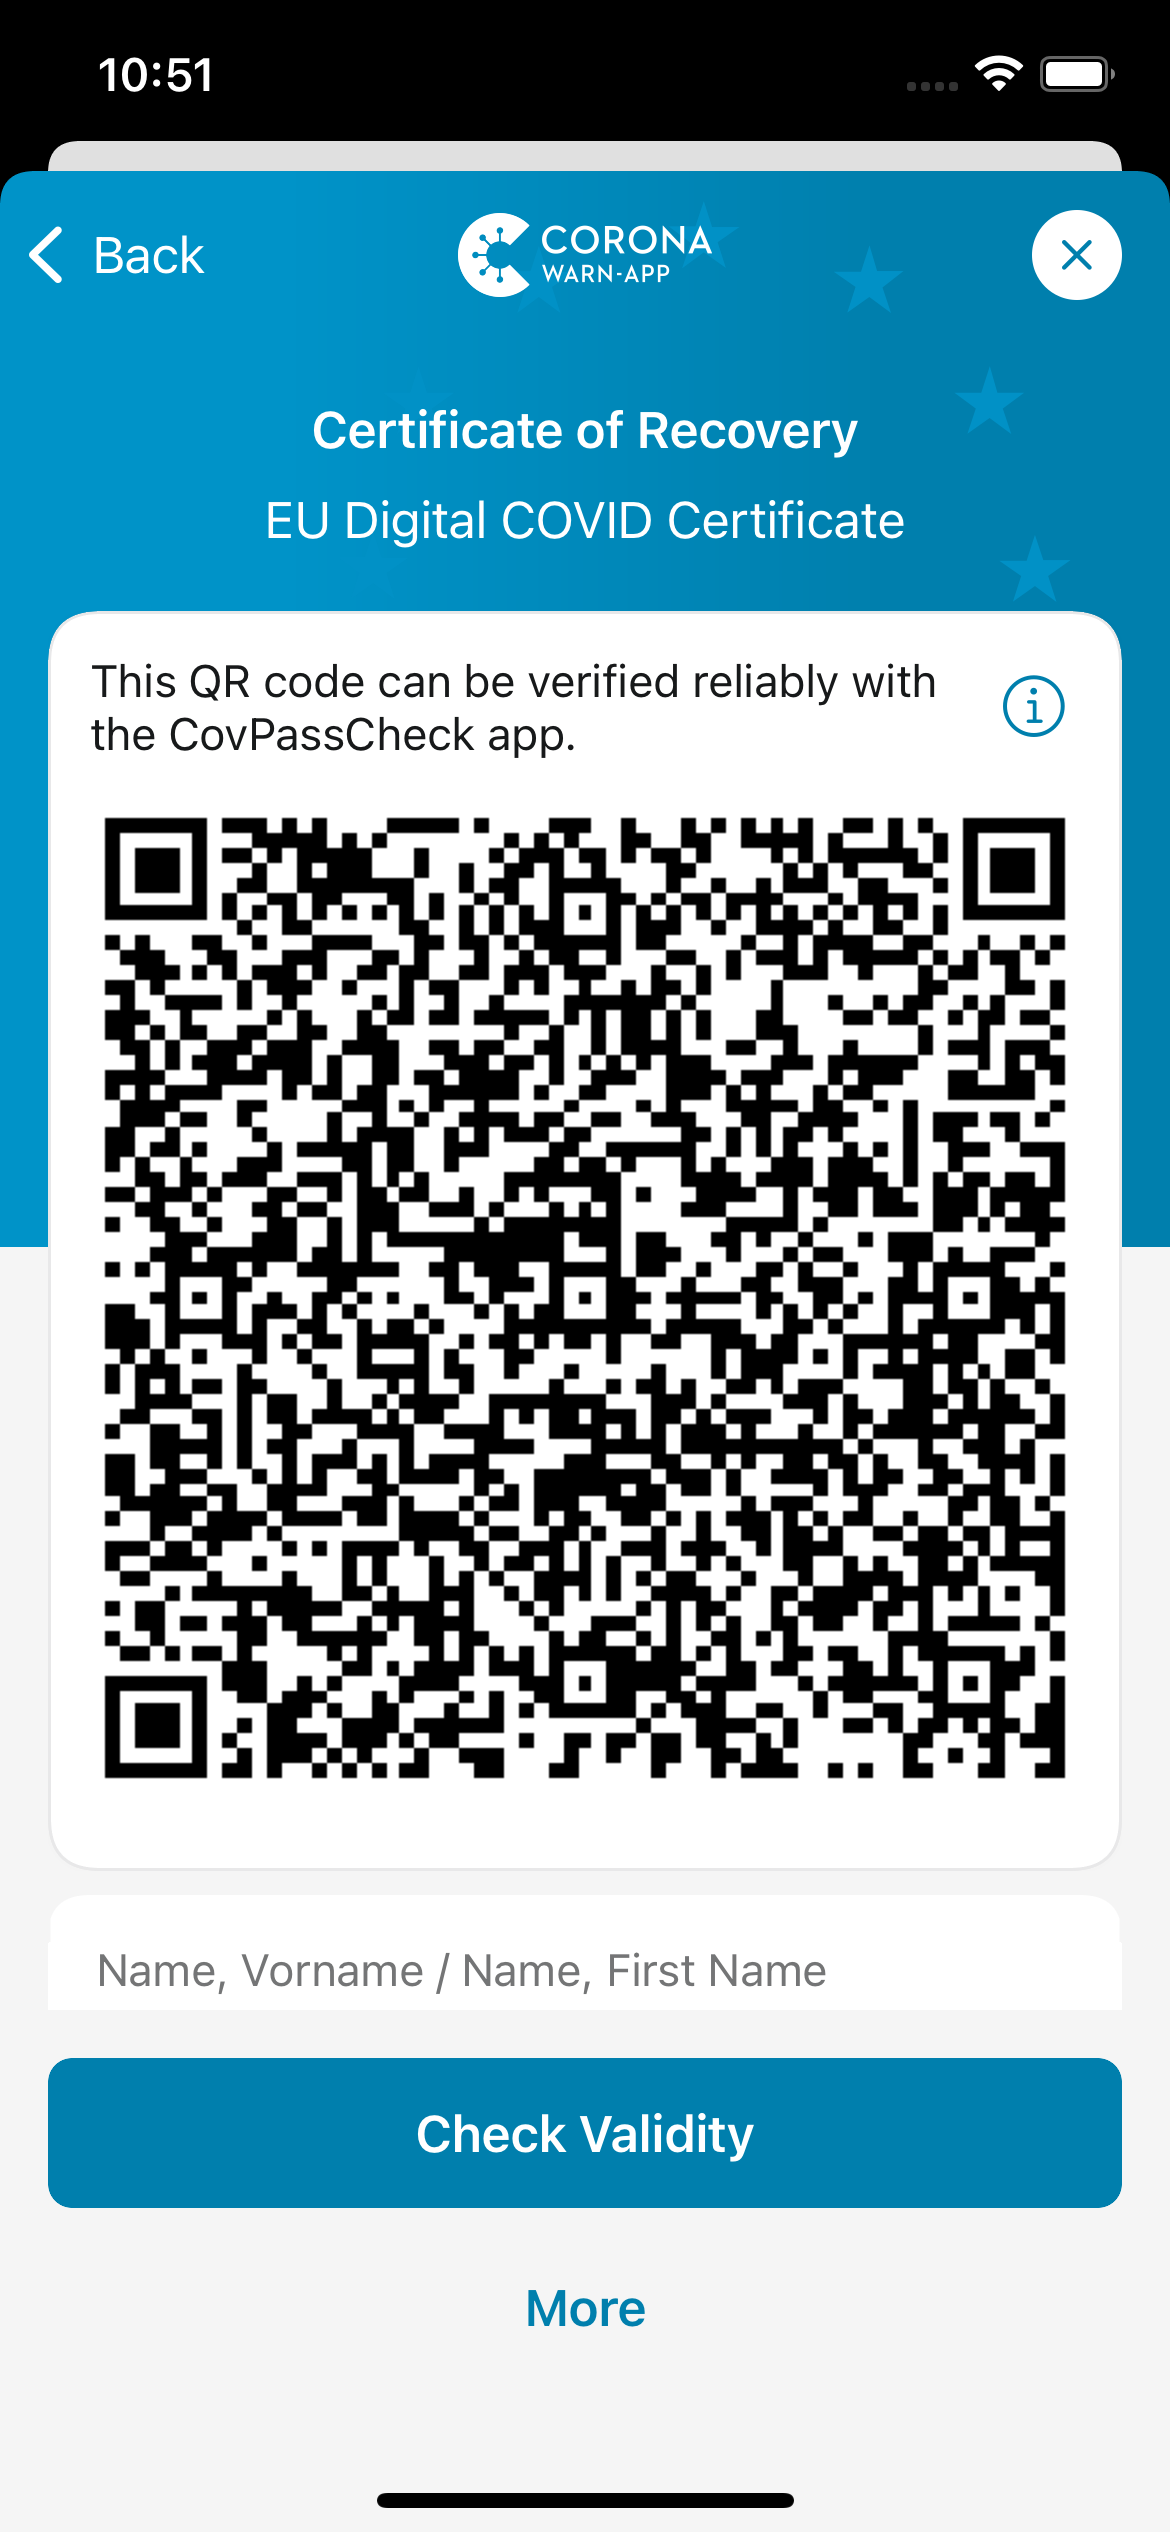 10:51
Back
CORONA
WARN-APP
Certificate of Recovery
EU Digital COVID Certificate
This QR code can be verified reliably with
the CovPassCheck app.
Name, Vorname / Name, First Name
Check Validity
More